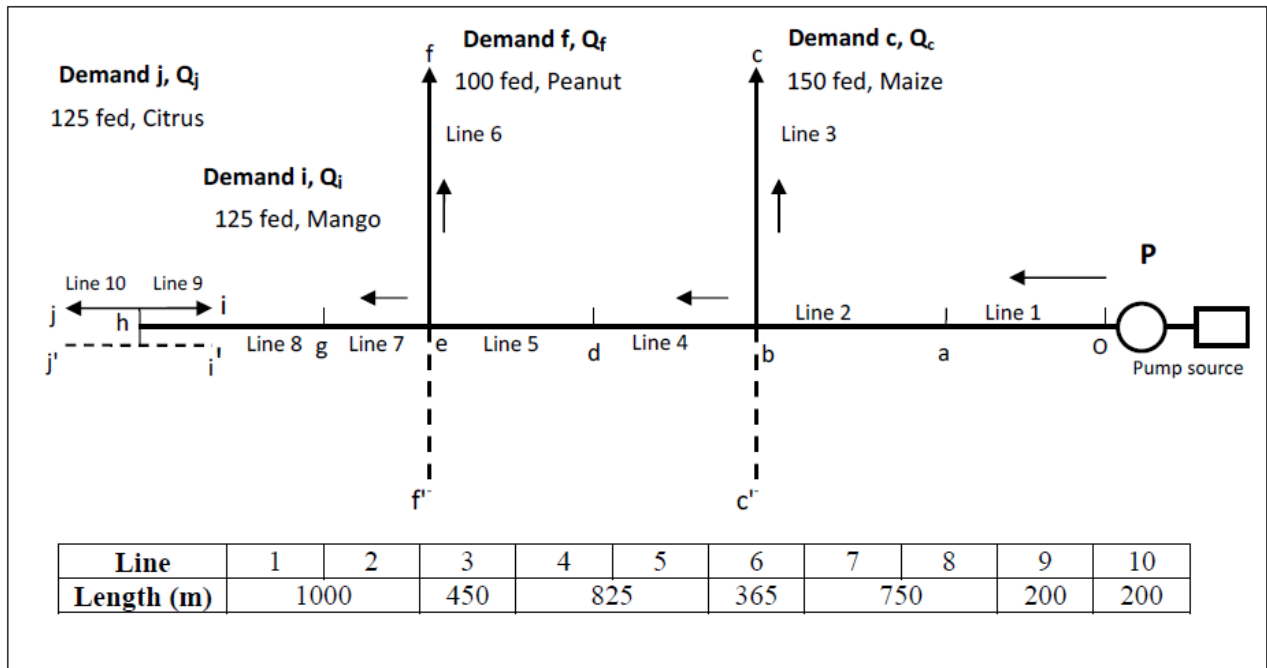 Demand j, Qj
125 fed, Citrus
Demand f, Qf
100 fed, Peanut
Demand c, Qc
150 fed, Maize
f
c
Line 6
Line 3
Demand i, Qi
125 fed, Mango
P
Line 10 Line 9
j h i
Line 2 Line 1
j' i'
Line 8 g Line 7 e Line 5 d Line 4 b a O
Pump source
f'-
c'-
Line 1 2 3 4 5 6 7 8 9 10
Length (m) 1000 450 825 365 750 200 200